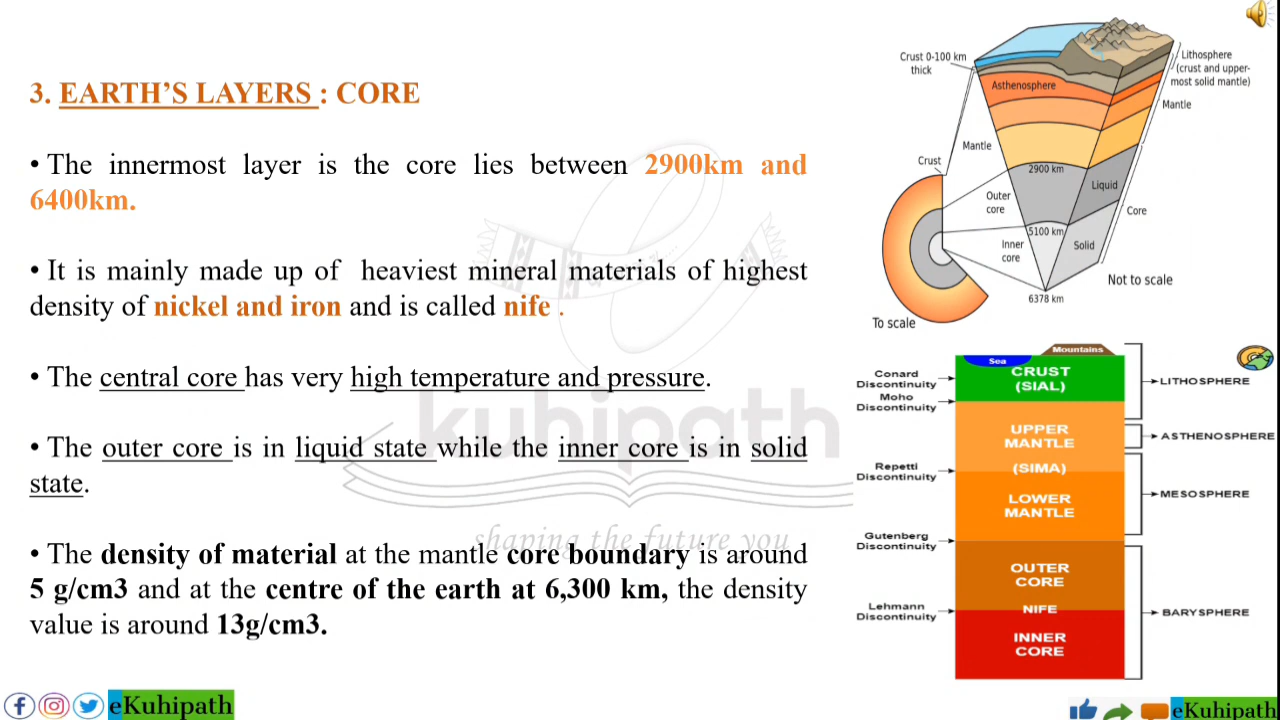 3. EARTH'S LAYERS : CORE
• The innermost layer is the core lies between 2900km and
6400km.
• It is mainly made up of heaviest mineral materials of highest
density of nickel and iron and is called nife .
• The central core has very high temperature and pressure.
• The outer core is in liquid state while the inner core is in solid
state.
• The density of material at the mantle core boundary is around
5 g/cm3 and at the centre of the earth at 6,300 km, the density
value is around 13g/cm3.
kuhipath
shaping the future you
Crust 0-100 km
thick
Lithosphere
(crust and upper-
most solid mantle)
Asthenosphere
Mantle
Mantle
Crust
2900 km
Liquid
Outer
core
Core
5100 km
Inner
core
Solid
Not to scale
6378 km
To scale
Mountains
Sea
Conard
Discontinuity
CRUST
(SIAL)
LITHOSPHERE
Moho
Discontinuity
UPPER
MANTLE
ASTHENOSPHERE
Repetti
Discontinuity
(SIMA)
MESOSPHERE
LOWER
MANTLE
Gutenberg
Discontinuity
OUTER
CORE
Lehmann
Discontinuity
NIFE
BARYSPHERE
INNER
CORE
eKuhipath
eKuhipath